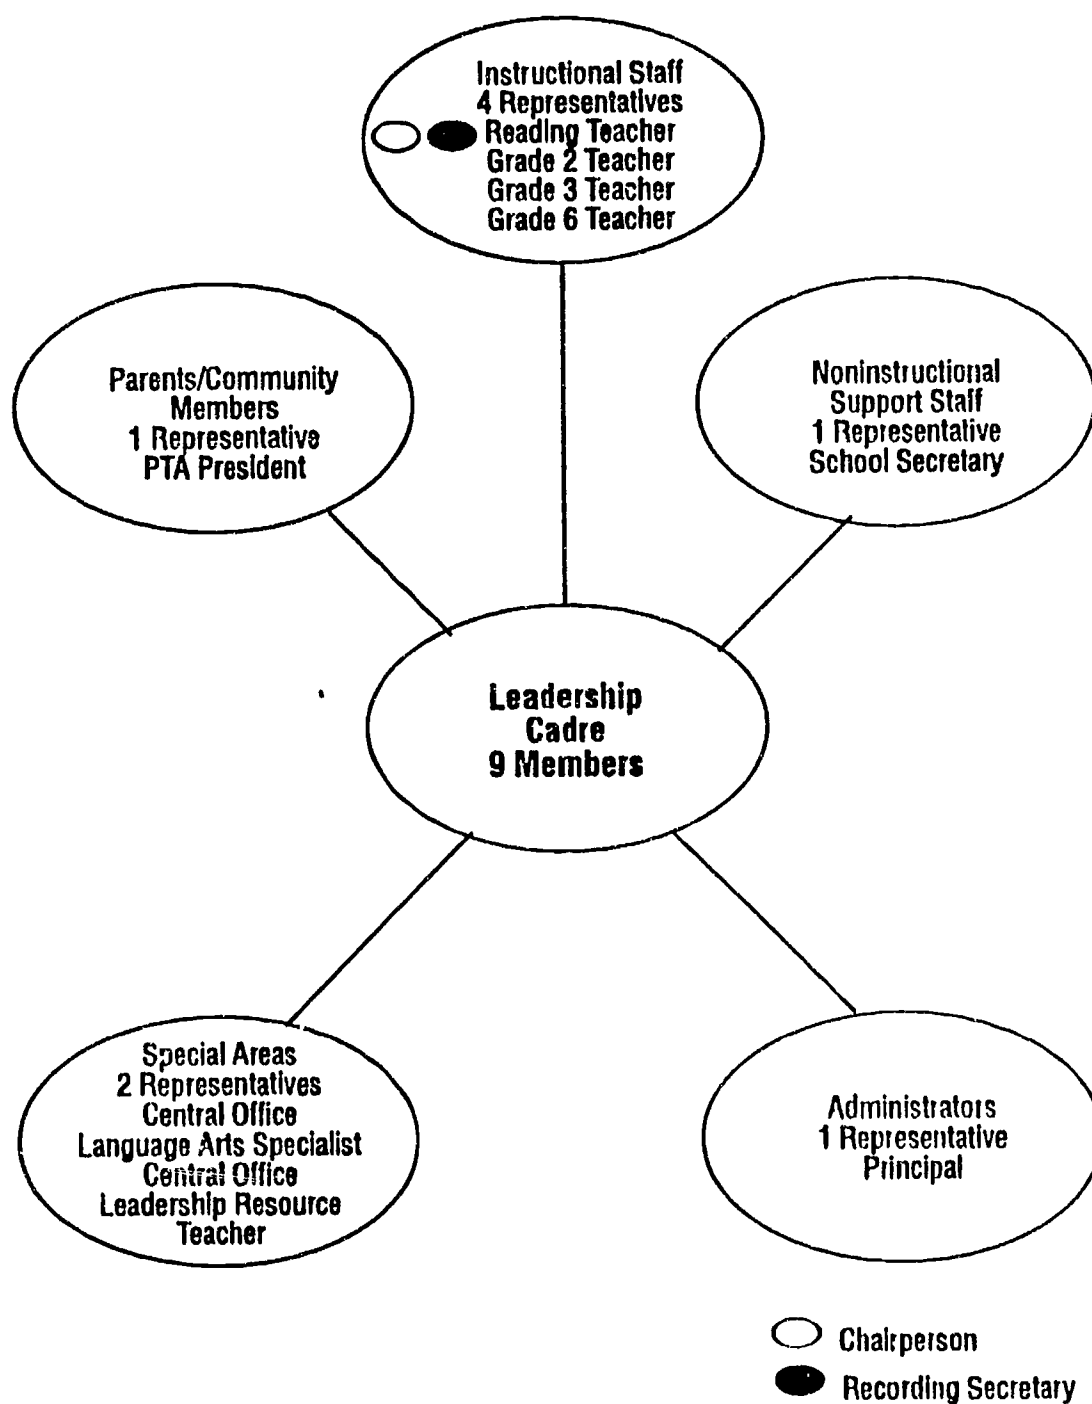 Instructional Staff
4 Representatives
Reading Teacher
Grade 2 Teacher
Grade 3 Teacher
Grade 6 Teacher
Parents/Community
Members
1 Representative
PTA President
Noninstructional
Support Staff
1 Representative
School Secretary
Leadership
Cadre
9 Members
Special Areas
2 Representatives
Central Office
Language Arts Specialist
Central Office
Leadership Resource
Teacher
Administrators
1 Representative
Principal
Chairperson
Recording Secretary